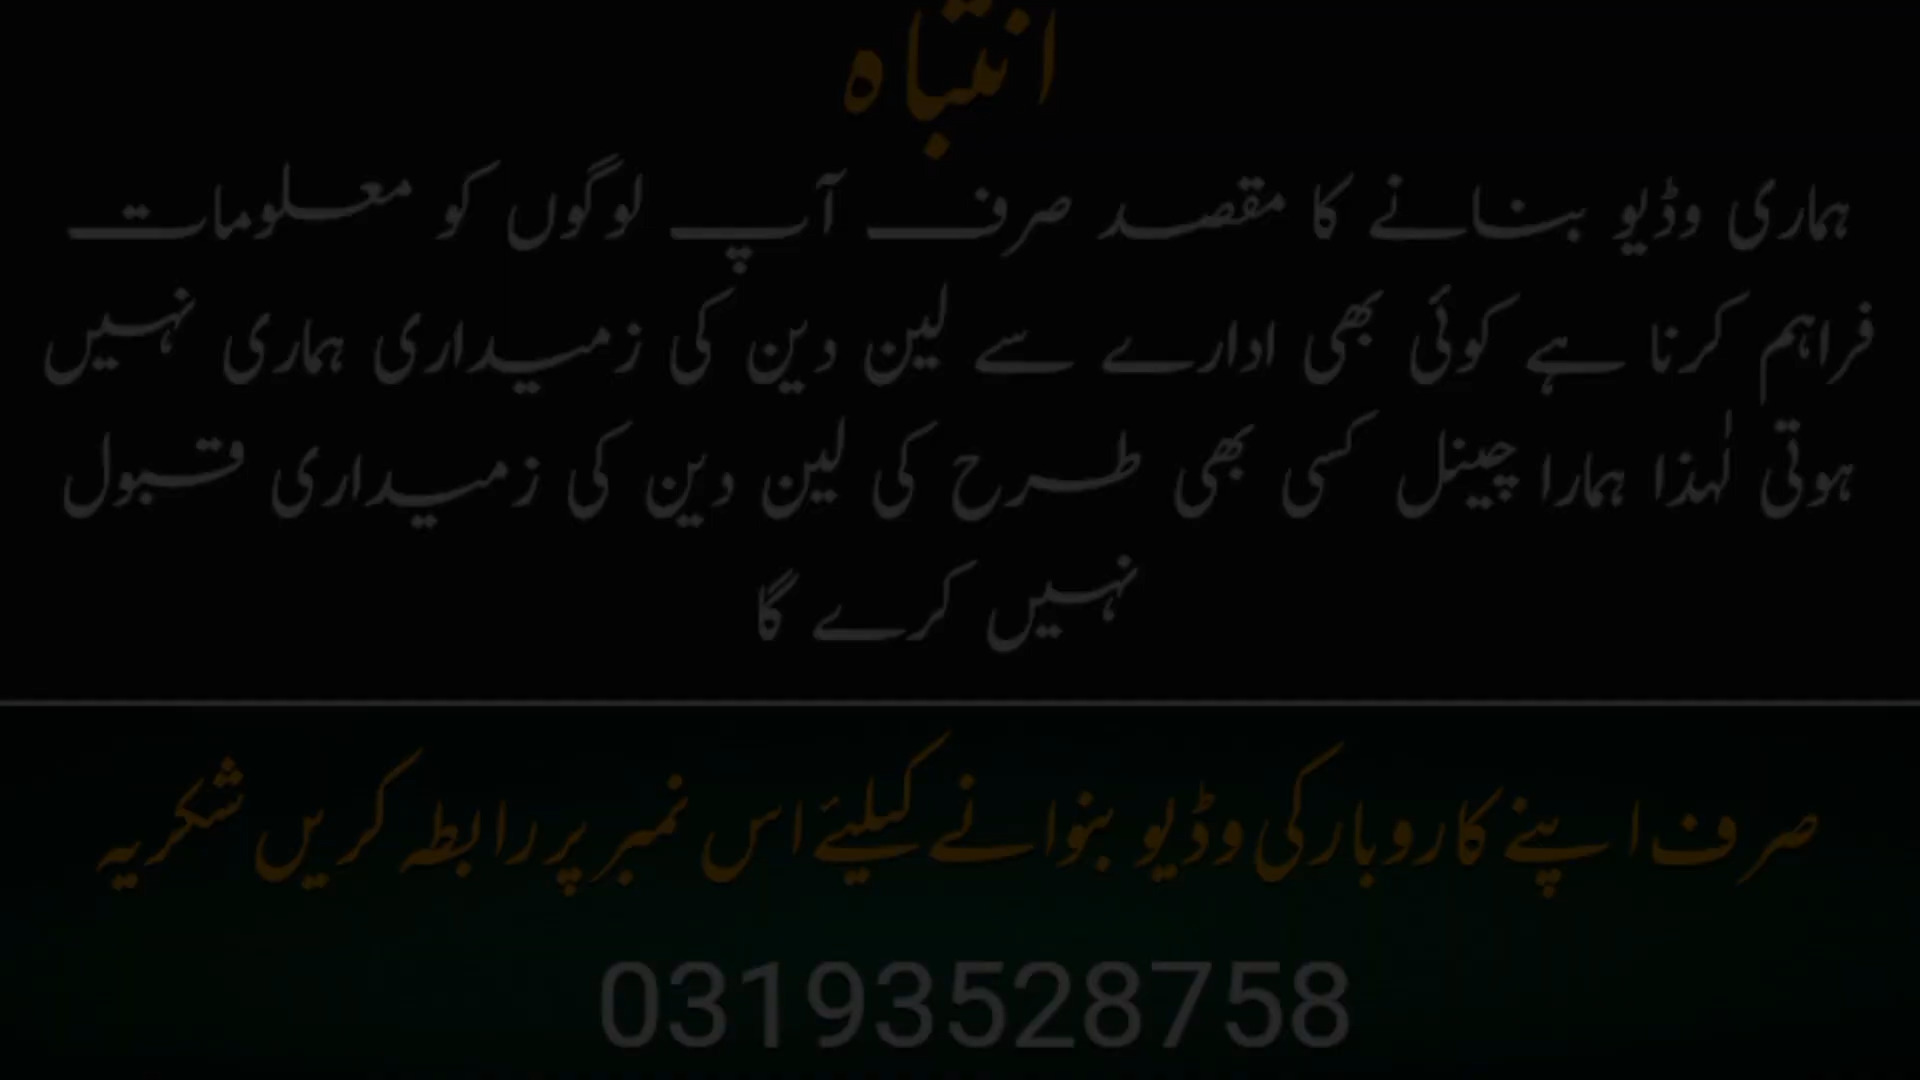 انتباہ
ہماری وڈیو بنانے کا مقصد صرف آپ لوگوں کو معلومات
فراہم کرنا ہے کوئی بھی ادارے سے لین دین کی زمیداری ہماری نہیں
ہوتی لٰہذا ہمارا چینل کسی بھی طرح کی لین دین کی زمیداری قبول
نہیں کرے گا
صرف اپنے کاروبار کی وڈیو بنوانے کیلئے اس نمبر پر رابطہ کریں شکریہ
03193528758